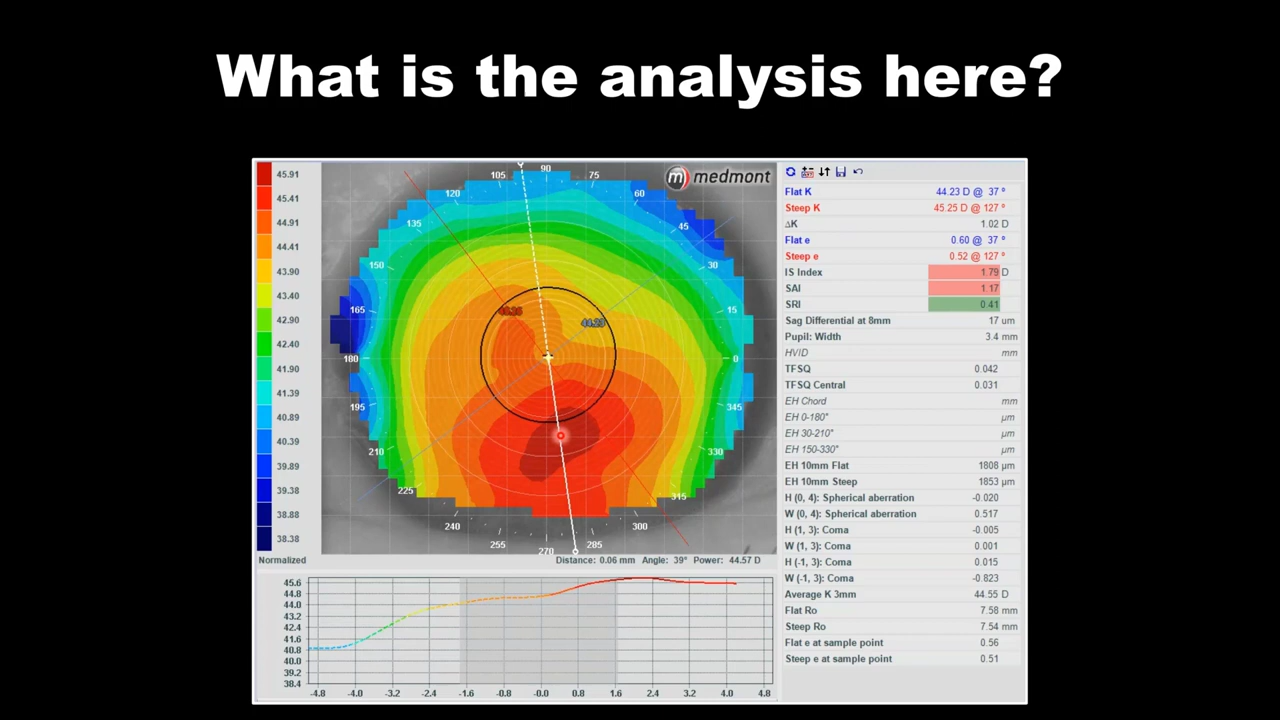 What is the analysis here?
medmont
45.91
45.41
44.91
44.41
43.90
43.40
42.90
42.40
41.90
41.39
40.89
40.39
39.89
39.38
38.88
38.38
Normalized
105 90 75
120 60
135 45
150 30
165 15
180 0
195 345
210 330
225 315
240 300
255 270 285
44.23
Distance: 0.06 mm Angle: 39° Power: 44.57 D
Flat K 44.23 D @ 37 °
Steep K 45.25 D @ 127 °
ΔK 1.02 D
Flat e 0.60 @ 37 °
Steep e 0.52 @ 127 °
IS Index 1.79 D
SAI 1.17
SRI 0.41
Sag Differential at 8mm 17 um
Pupil: Width 3.4 mm
HVID mm
TFSQ 0.042
TFSQ Central 0.031
EH Chord mm
EH 0-180° µm
EH 30-210° µm
EH 150-330° µm
EH 10mm Flat 1808 µm
EH 10mm Steep 1853 µm
H (0, 4): Spherical aberration -0.020
W (0, 4): Spherical aberration 0.517
H (1, 3): Coma -0.005
W (1, 3): Coma 0.001
H (-1, 3): Coma 0.015
W (-1, 3): Coma -0.823
Average K 3mm 44.55 D
Flat Ro 7.58 mm
Steep Ro 7.54 mm
Flat e at sample point 0.56
Steep e at sample point 0.51
45.6
44.8
44.0
43.2
42.4
41.6
40.8
40.0
39.2
38.4
-4.8 -4.0 -3.2 -2.4 -1.6 -0.8 -0.0 0.8 1.6 2.4 3.2 4.0 4.8